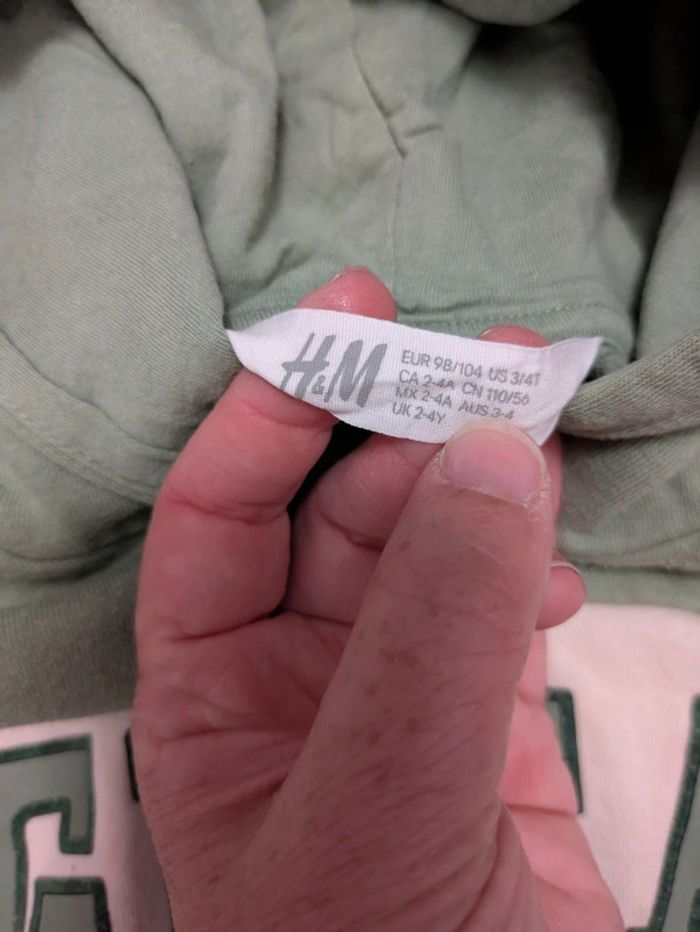 H&M
EUR 98/104 US 3/4T
CA 2-4A CN 110/56
MX 2-4A AUS 3-4
UK 2-4Y